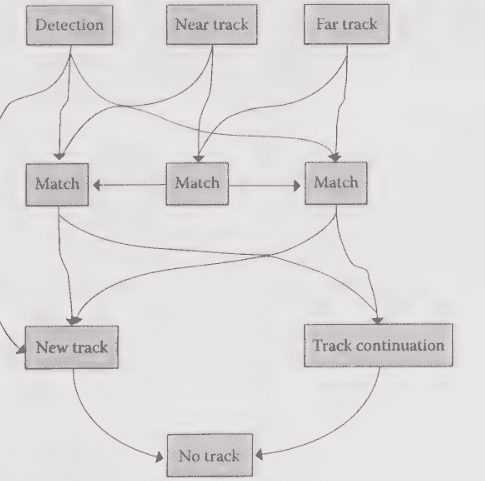 Detection
Near track
Far track
Match
Match
Match
New track
Track continuation
No track